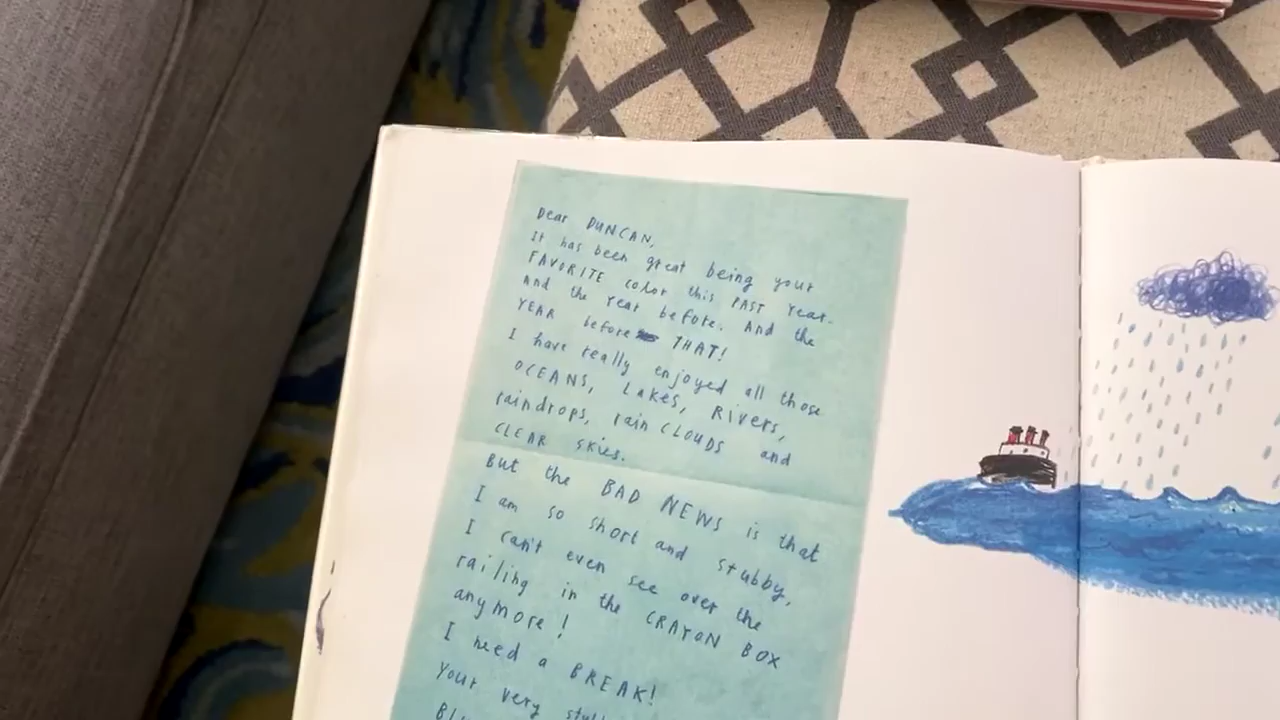 Dear DUNCAN,
It has been great being your
FAVORITE color this PAST Year.
And the Year before. And the
YEAR before THAT!
I have really enjoyed all those
OCEANS, Lakes, RIVers,
raindrops, rain CLOUDS and
CLEAR skies.
But the BAD NEWS is that
I am so short and stubby,
I can't even see over the
railing in the CRAYON BOX
anymore!
I need a BREAK!
Your very